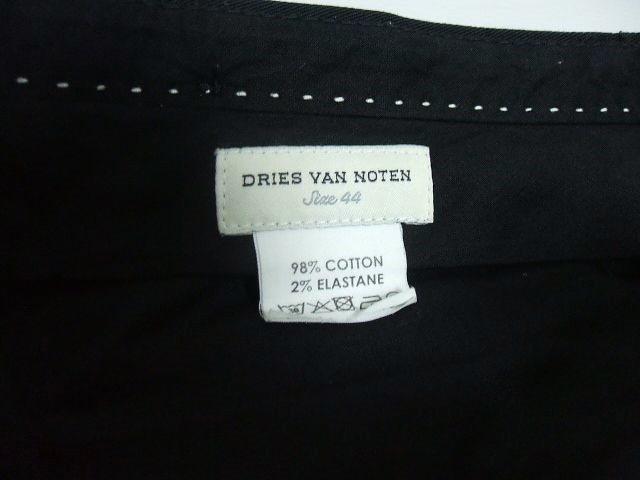 DRIES VAN NOTEN
Size 44
98% COTTON
2% ELASTANE